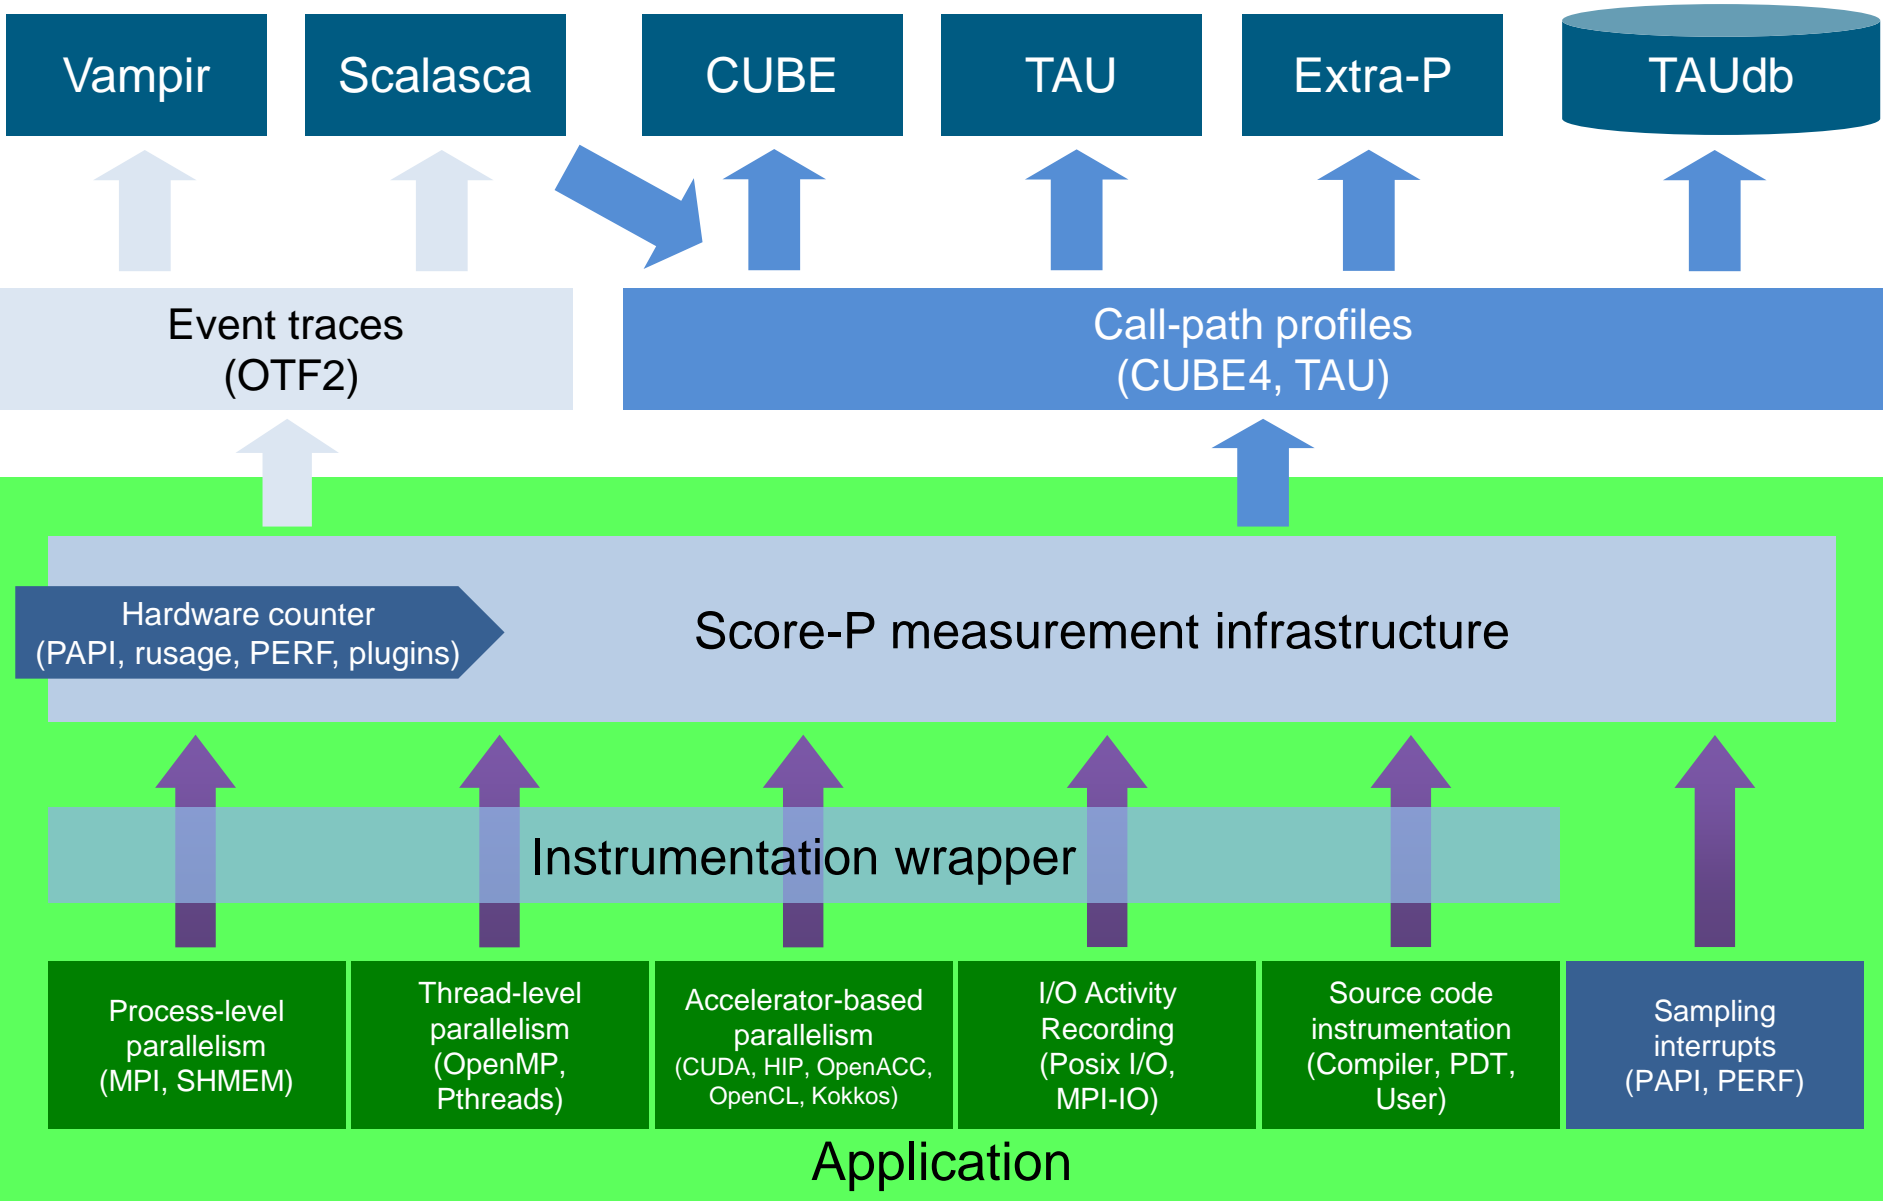 Vampir
Scalasca
CUBE
TAU
Extra-P
TAUdb
Event traces
(OTF2)
Call-path profiles
(CUBE4, TAU)
Hardware counter
(PAPI, rusage, PERF, plugins)
Score-P measurement infrastructure
Instrumentation wrapper
Process-level
parallelism
(MPI, SHMEM)
Thread-level
parallelism
(OpenMP,
Pthreads)
Accelerator-based
parallelism
(CUDA, HIP, OpenACC,
OpenCL, Kokkos)
I/O Activity
Recording
(Posix I/O,
MPI-IO)
Source code
instrumentation
(Compiler, PDT,
User)
Sampling
interrupts
(PAPI, PERF)
Application